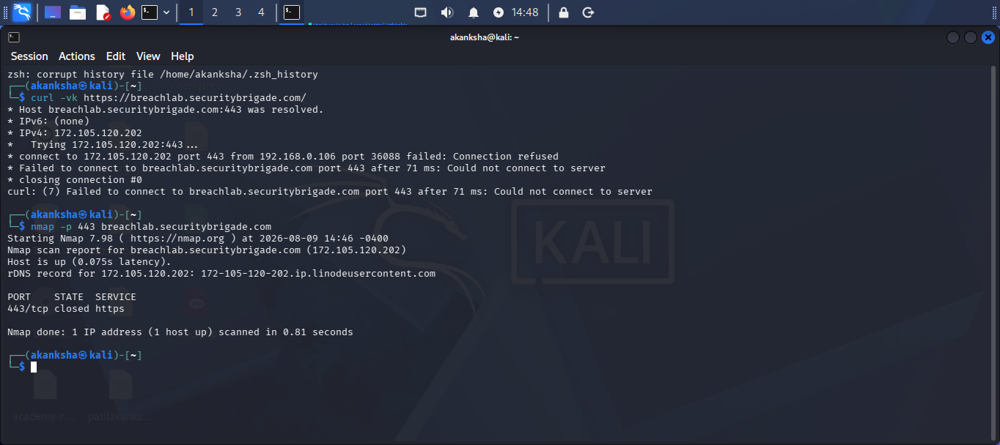 1 2 3 4 14:48
akanksha@kali: ~
Session Actions Edit View Help
zsh: corrupt history file /home/akanksha/.zsh_history
┌──(akanksha㉿kali)-[~]
└─$ curl -vk https://breachlab.securitybrigade.com/
* Host breachlab.securitybrigade.com:443 was resolved.
* IPv6: (none)
* IPv4: 172.105.120.202
*   Trying 172.105.120.202:443...
* connect to 172.105.120.202 port 443 from 192.168.0.106 port 36088 failed: Connection refused
* Failed to connect to breachlab.securitybrigade.com port 443 after 71 ms: Could not connect to server
* closing connection #0
curl: (7) Failed to connect to breachlab.securitybrigade.com port 443 after 71 ms: Could not connect to server
┌──(akanksha㉿kali)-[~]
└─$ nmap -p 443 breachlab.securitybrigade.com
Starting Nmap 7.98 ( https://nmap.org ) at 2026-08-09 14:46 -0400
Nmap scan report for breachlab.securitybrigade.com (172.105.120.202)
Host is up (0.075s latency).
rDNS record for 172.105.120.202: 172-105-120-202.ip.linodeusercontent.com
PORT    STATE  SERVICE
443/tcp closed https
Nmap done: 1 IP address (1 host up) scanned in 0.81 seconds
┌──(akanksha㉿kali)-[~]
└─$
KALI
cherrytree
academy-r... patilakanks...